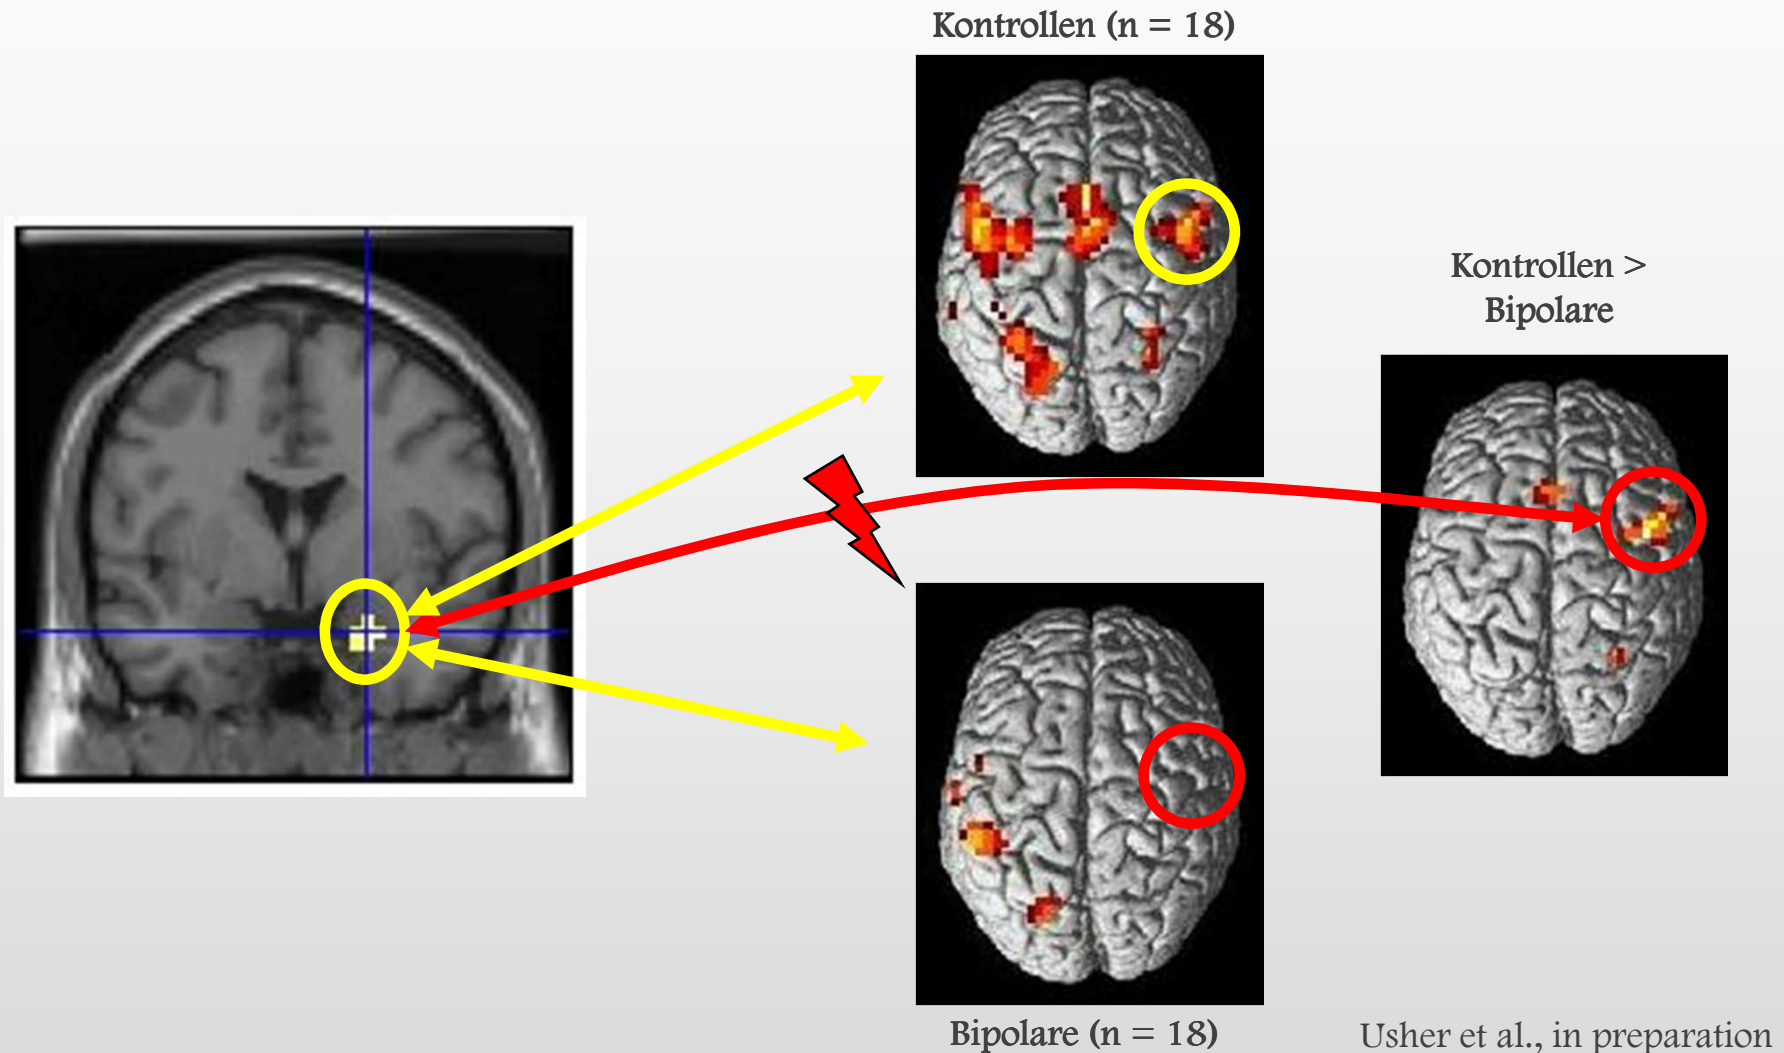 Kontrollen (n = 18)
Kontrollen >
Bipolare
Bipolare (n = 18)
Usher et al., in preparation